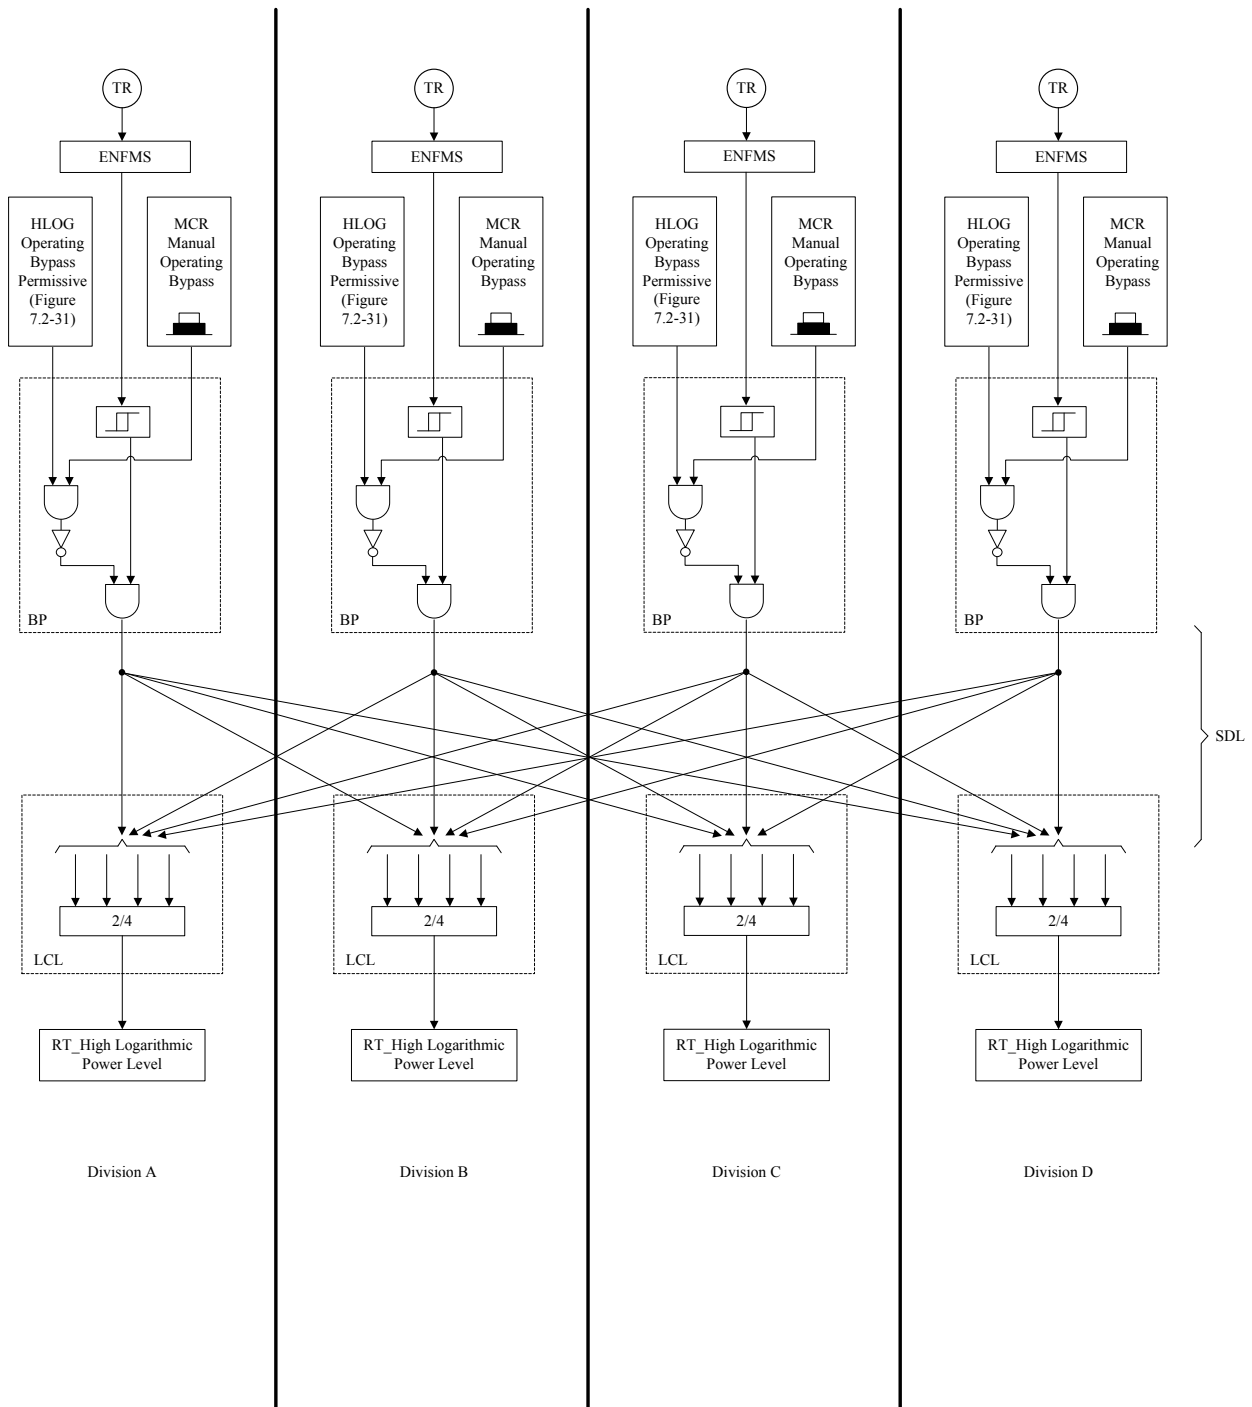 TR
TR
TR
TR
ENFMS
ENFMS
ENFMS
ENFMS
HLOG
Operating
Bypass
Permissive
(Figure
7.2-31)
MCR
Manual
Operating
Bypass
HLOG
Operating
Bypass
Permissive
(Figure
7.2-31)
MCR
Manual
Operating
Bypass
HLOG
Operating
Bypass
Permissive
(Figure
7.2-31)
MCR
Manual
Operating
Bypass
HLOG
Operating
Bypass
Permissive
(Figure
7.2-31)
MCR
Manual
Operating
Bypass
BP
BP
BP
BP
SDL
2/4
2/4
2/4
2/4
LCL
LCL
LCL
LCL
RT_High Logarithmic
Power Level
RT_High Logarithmic
Power Level
RT_High Logarithmic
Power Level
RT_High Logarithmic
Power Level
Division A
Division B
Division C
Division D